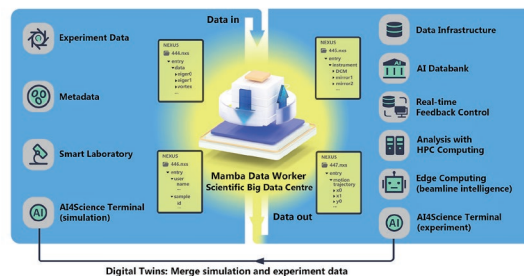 Data in
Experiment Data
Metadata
Smart Laboratory
AI
AI4Science Terminal
(simulation)
NEXUS
446.nxs
entry
data
eiger0
eiger1
vortex
...
NEXUS
445.nxs
entry
instrument
DCM
mirror1
mirror2
...
Mamba Data Worker
Scientific Big Data Centre
NEXUS
446.nxs
entry
user
name
...
sample
id
NEXUS
447.nxs
entry
motion
trajectory
x0
x1
y0
...
Data out
Data Infrastructure
AI
AI Databank
Real-time
Feedback Control
Analysis with
HPC Computing
Edge Computing
(beamline intelligence)
AI
AI4Science Terminal
(experiment)
Digital Twins: Merge simulation and experiment data